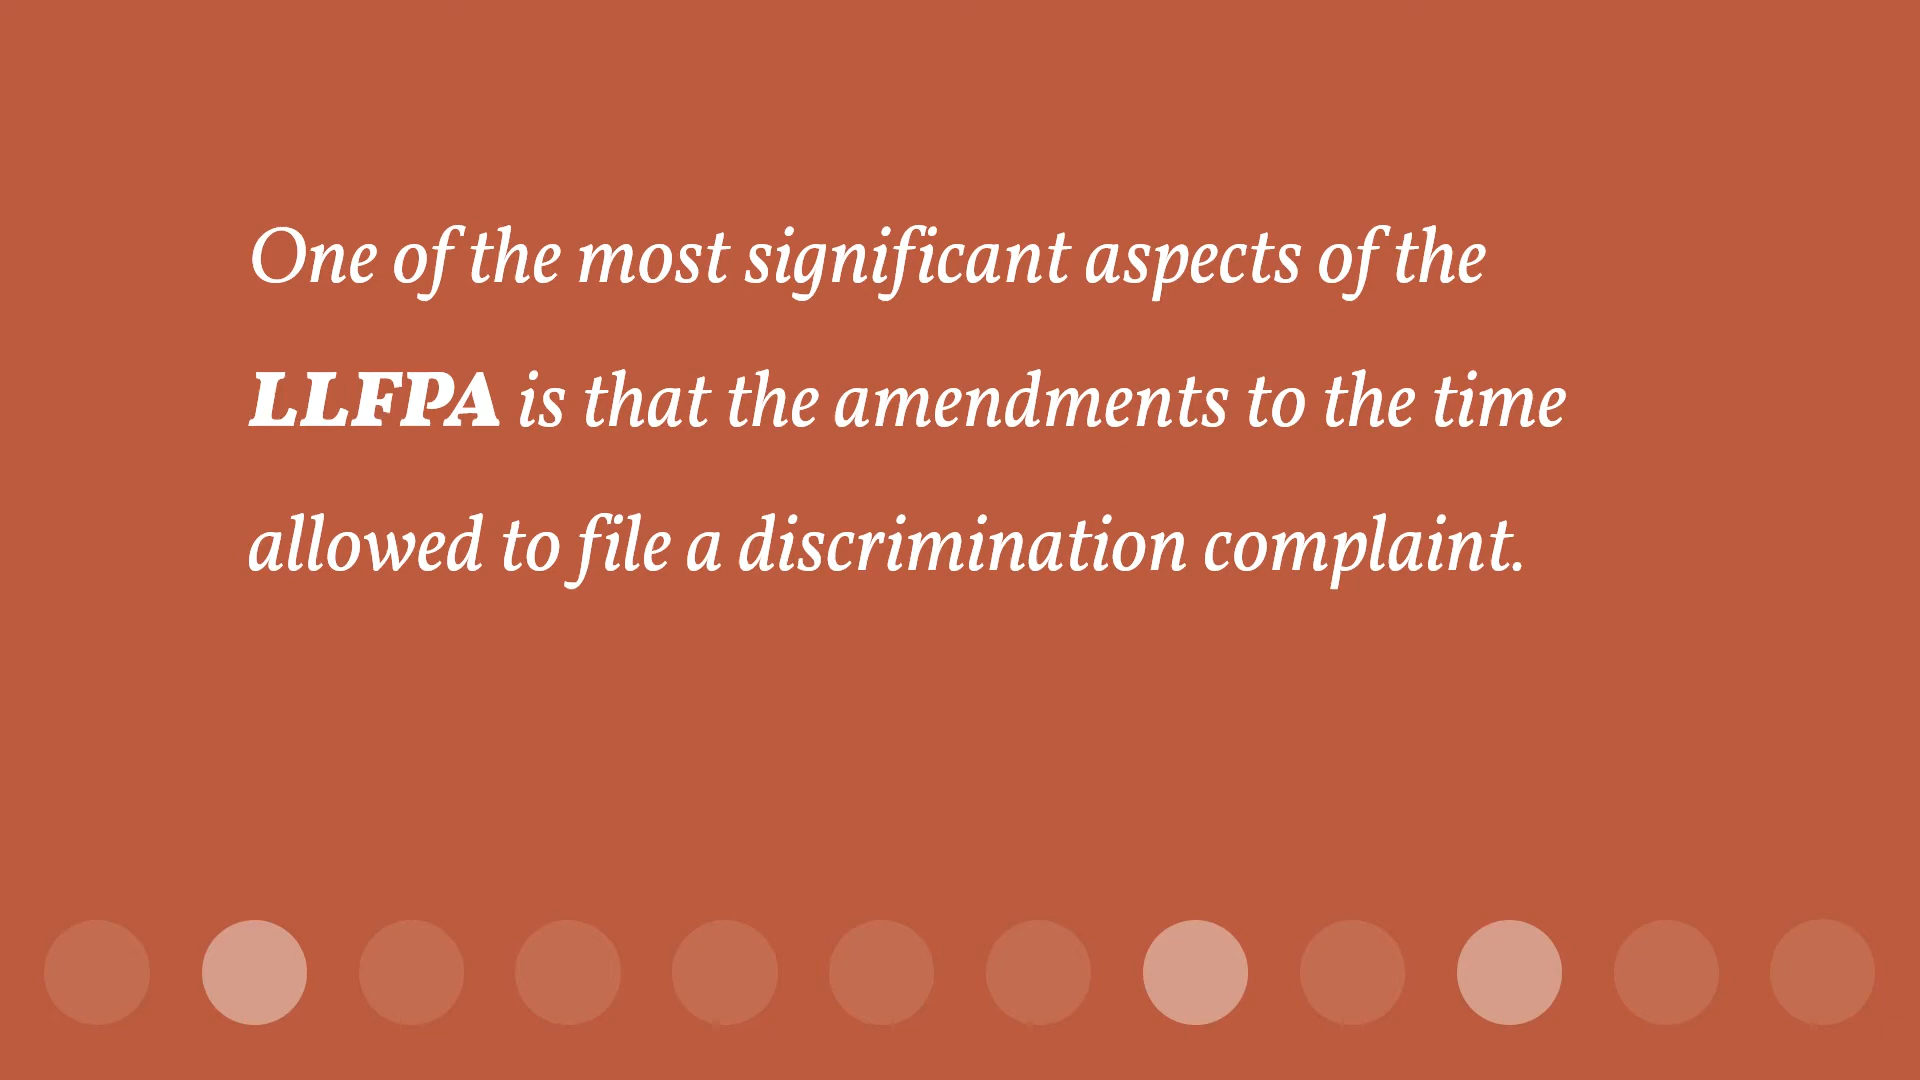 One of the most significant aspects of the
LLFPA is that the amendments to the time
allowed to file a discrimination complaint.